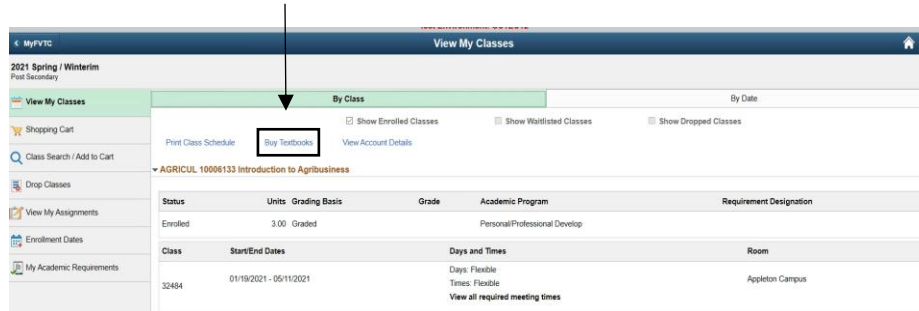 MyFVTC
View My Classes
2021 Spring / Winterim
Post Secondary
View My Classes
Shopping Cart
Class Search / Add to Cart
Drop Classes
View My Assignments
Enrollment Dates
My Academic Requirements
By Class
By Date
Show Enrolled Classes
Show Waitlisted Classes
Show Dropped Classes
Print Class Schedule
Buy Textbooks
View Account Details
AGRICUL 10006133 Introduction to Agribusiness
Status Units Grading Basis Grade Academic Program Requirement Designation
Enrolled 3.00 Graded Personal/Professional Develop
Class Start/End Dates Days and Times Room
32484 01/19/2021 - 05/11/2021 Days: Flexible Appleton Campus
Times: Flexible
View all required meeting times